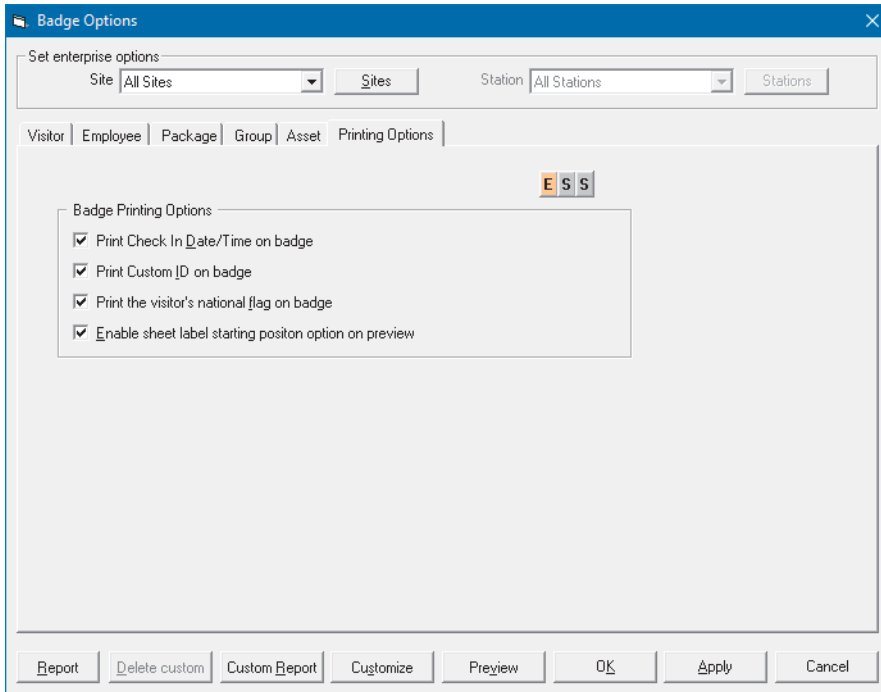 Badge Options
Set enterprise options
Site All Sites Sites Station All Stations Stations
Visitor Employee Package Group Asset Printing Options
E S S
Badge Printing Options
Print Check In Date/Time on badge
Print Custom ID on badge
Print the visitor's national flag on badge
Enable sheet label starting positon option on preview
Report Delete custom Custom Report Customize Preview OK Apply Cancel